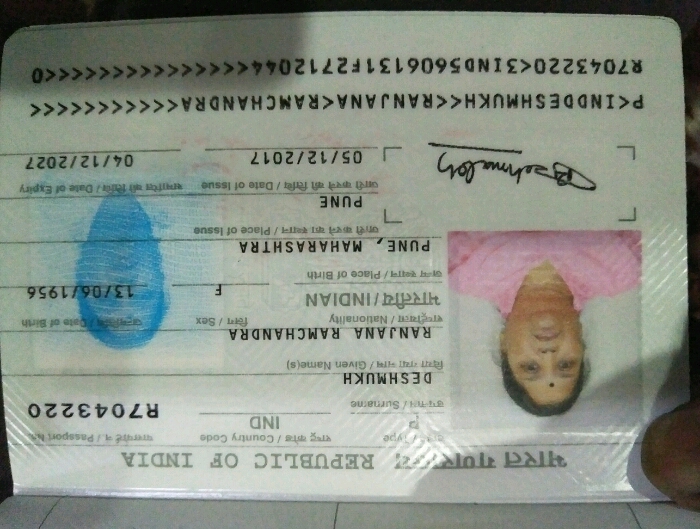 भारत गणराज्य REPUBLIC OF INDIA
टाइप / Type
राष्ट्र कोड / Country Code
पासपोर्ट नं. / Passport No.
P
IND
R7043220
उपनाम / Surname
DESHMUKH
दिया गया नाम / Given Name(s)
RANJANA RAMCHANDRA
राष्ट्रीयता / Nationality
लिंग / Sex
जन्मतिथि / Date of Birth
भारतीय / INDIAN
F
13/06/1956
जन्म स्थान / Place of Birth
PUNE, MAHARASHTRA
जारी करने का स्थान / Place of Issue
PUNE
जारी करने की तिथि / Date of Issue
समाप्ति की तिथि / Date of Expiry
05/12/2017
04/12/2027
P<INDDESHMUKH<<RANJANA<RAMCHANDRA<<<<<<<<<<<
R7043220<3IND5606131F2712044<<<<<<<<<<<<<<<0